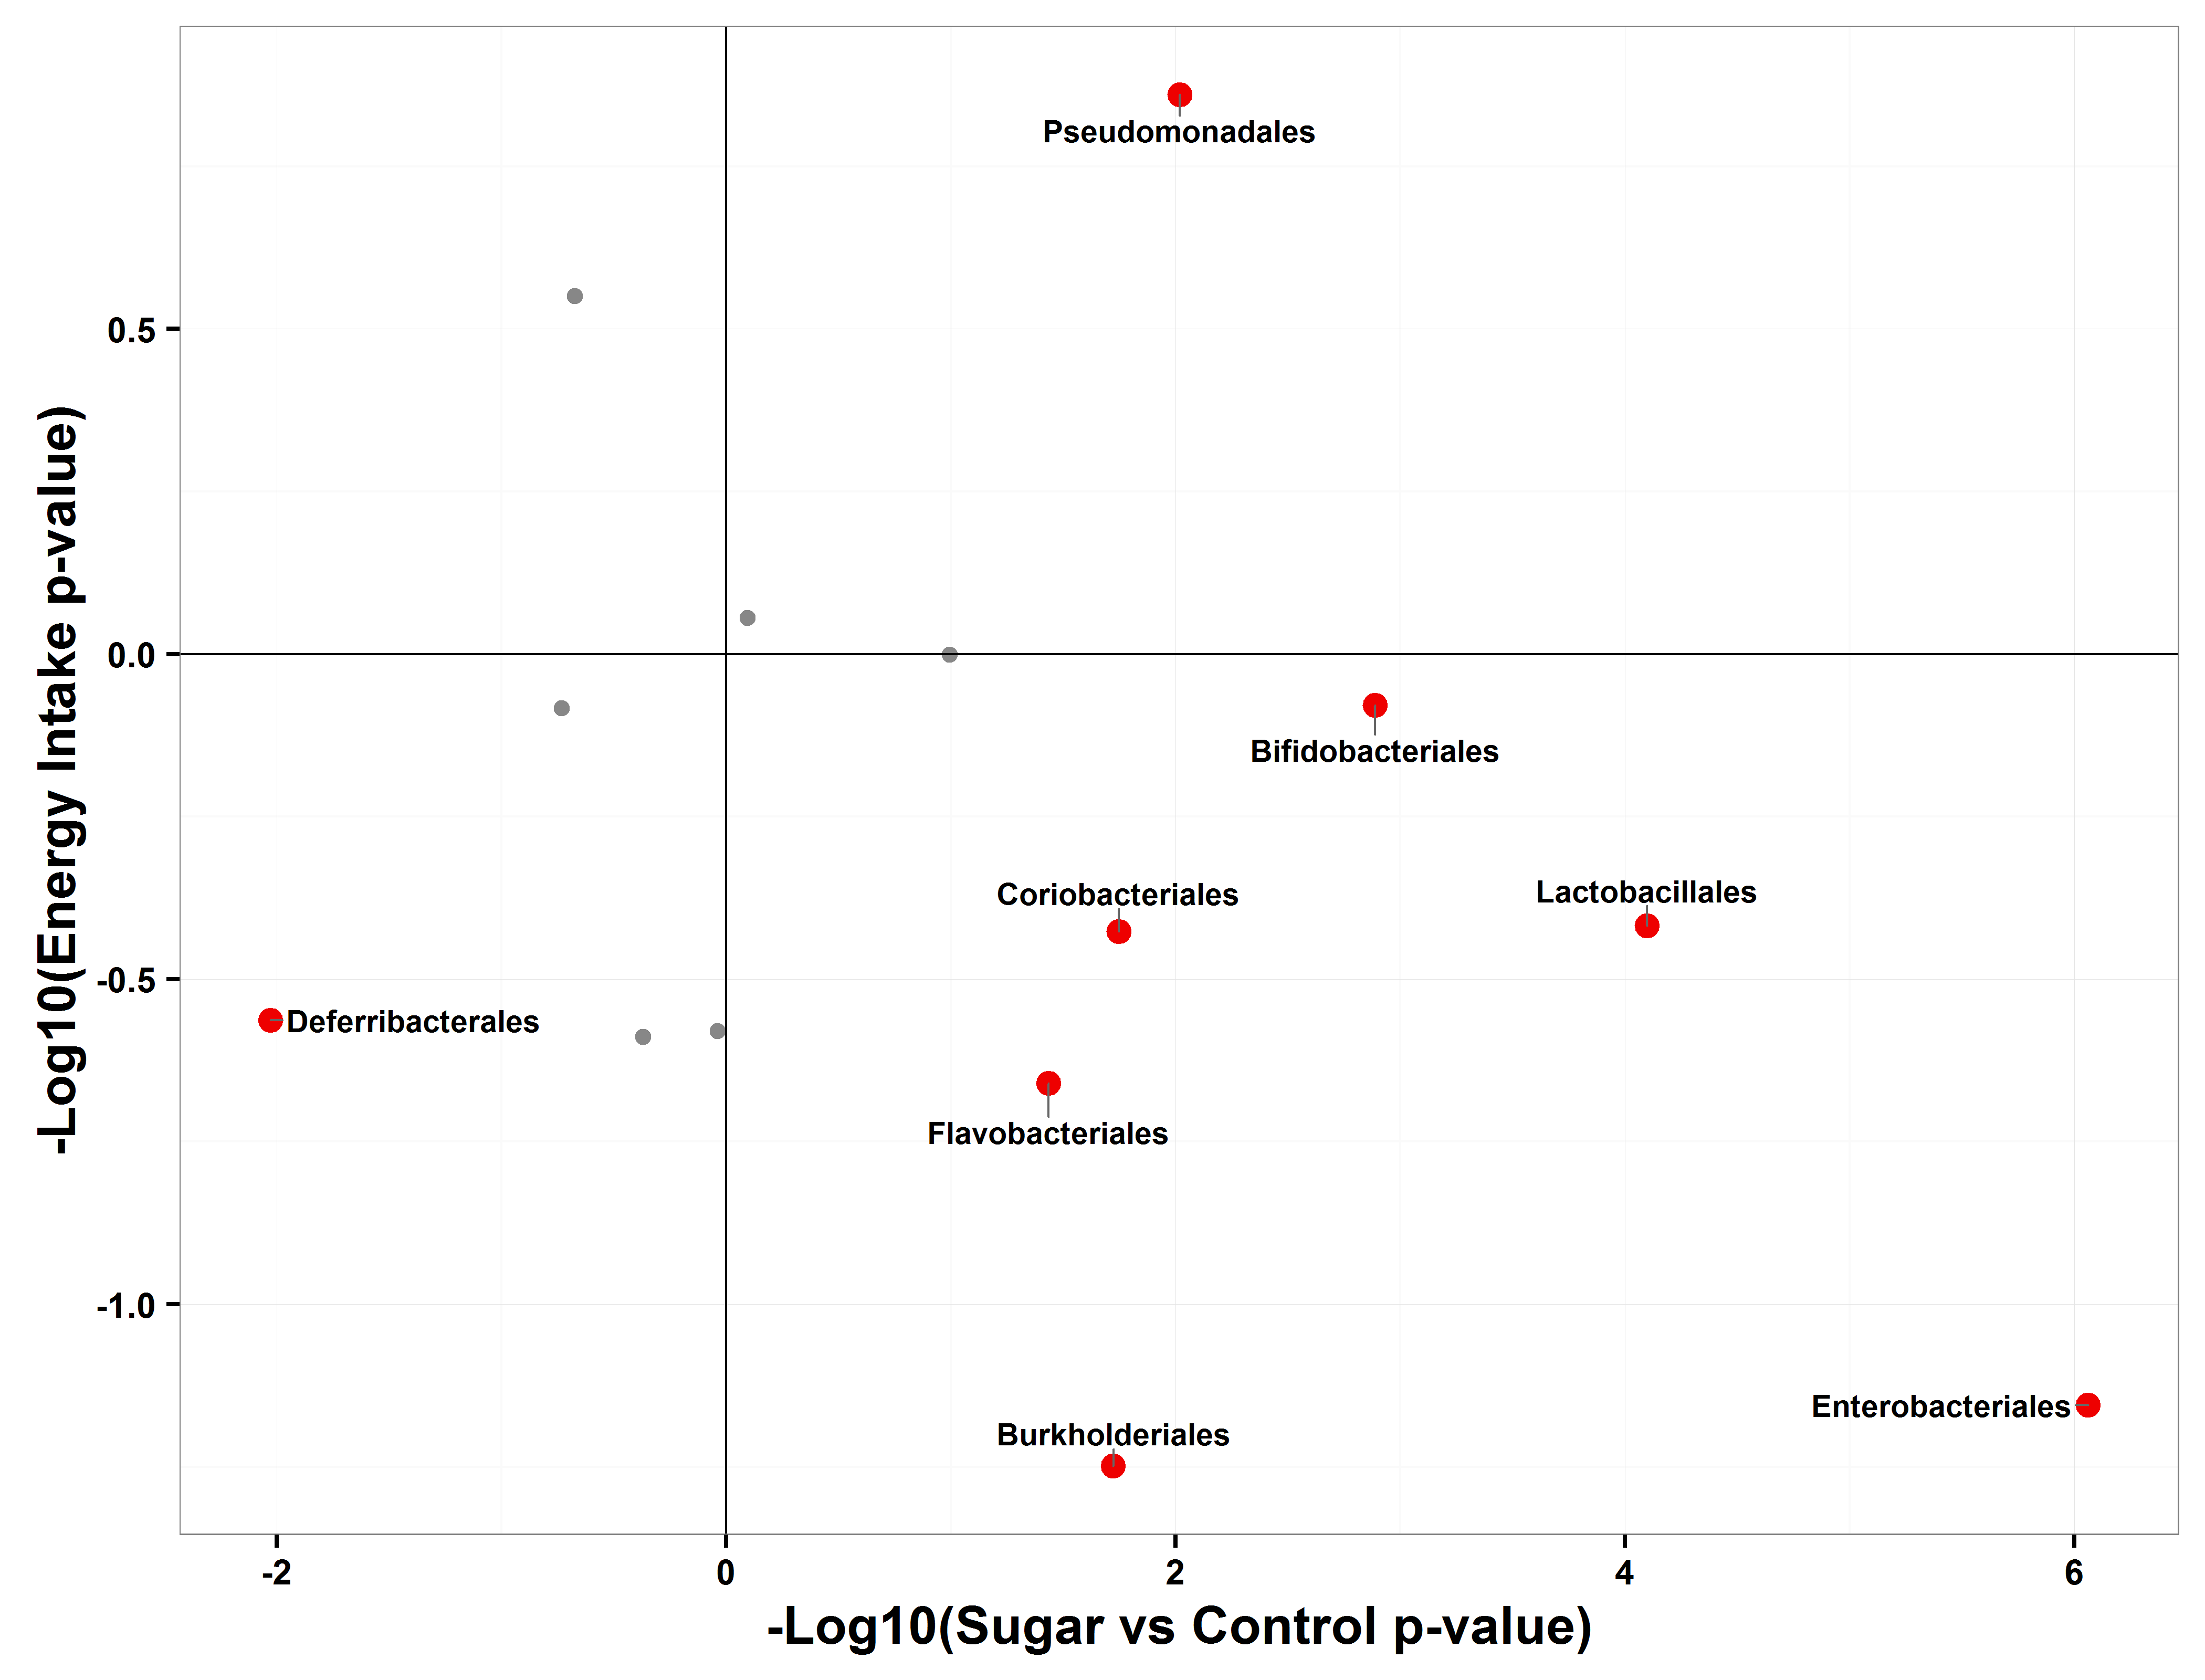 Pseudomonadales
0.5
0.0
Bifidobacteriales
Coriobacteriales
Lactobacillales
-0.5
Deferribacterales
Flavobacteriales
-1.0
Enterobacteriales
Burkholderiales
-2
0
2
4
6
-Log10(Sugar vs Control p-value)
-Log10(Energy Intake p-value)